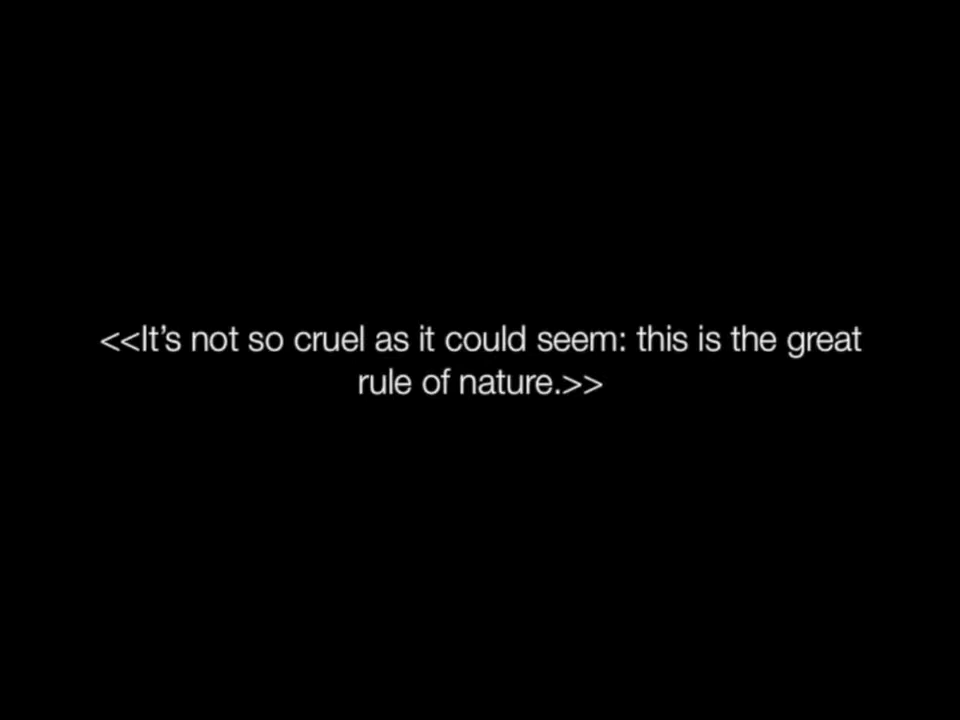 <<It’s not so cruel as it could seem: this is the great
rule of nature.>>